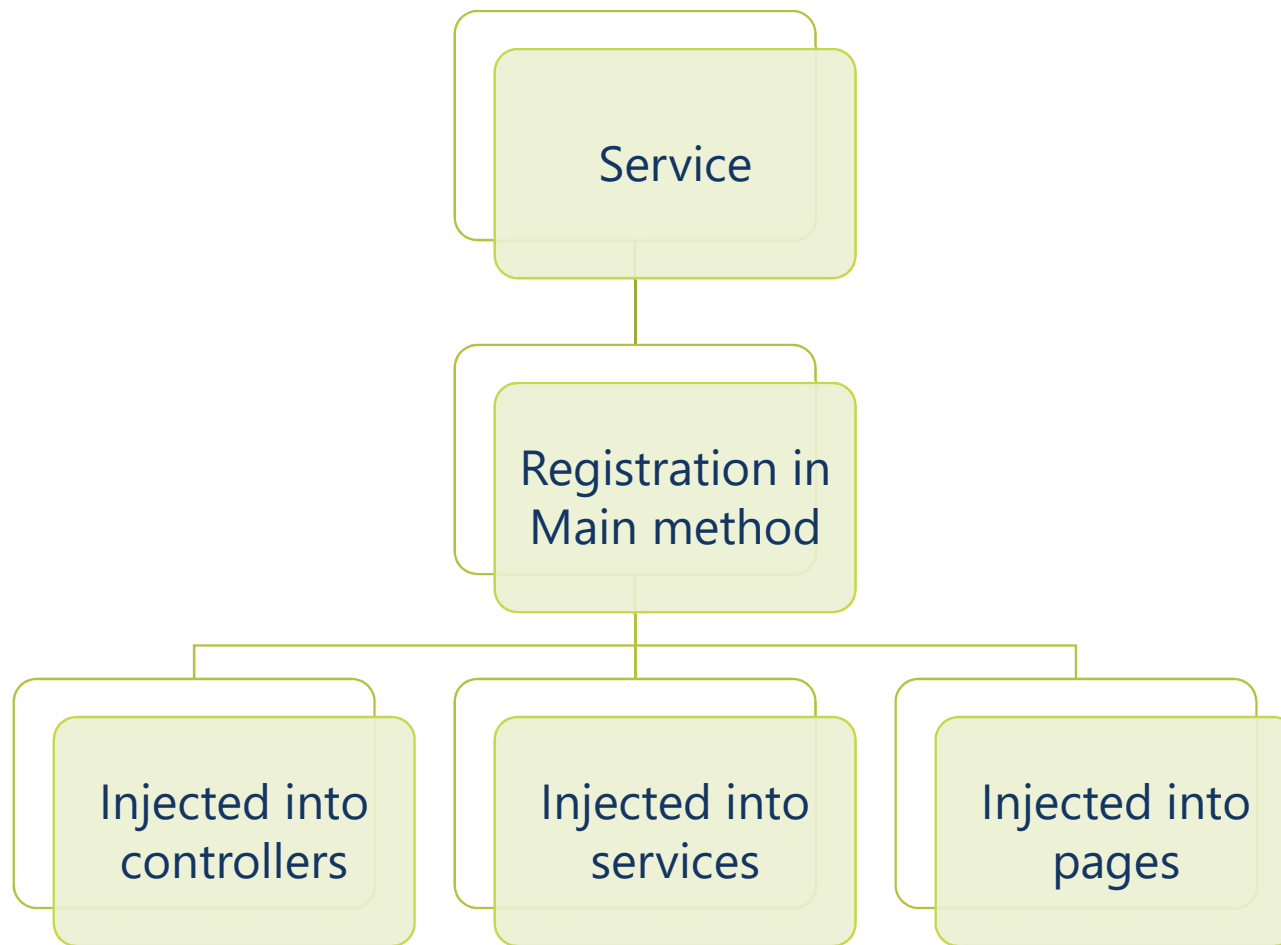 Service
Registration in
Main method
Injected into
controllers
Injected into
services
Injected into
pages